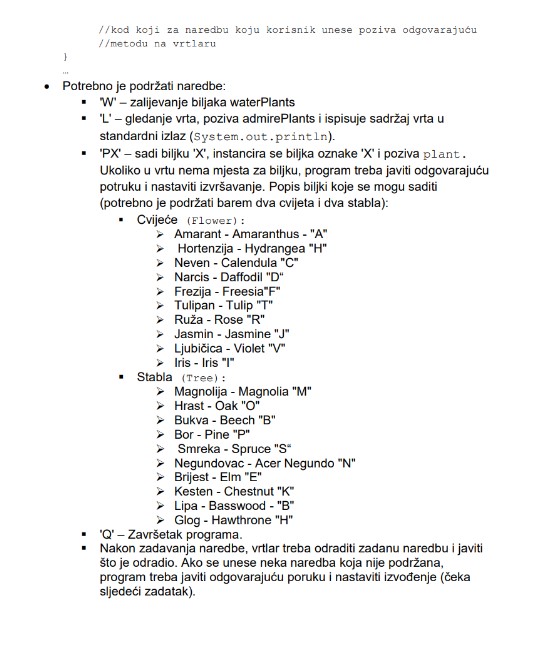 //kod koji za naredbu koju korisnik unese poziva odgovarajuću
//metodu na vrtlaru
}
…
• Potrebno je podržati naredbe:
▪ 'W' – zalijevanje biljaka waterPlants
▪ 'L' – gledanje vrta, poziva admirePlants i ispisuje sadržaj vrta u
standardni izlaz (System.out.println).
▪ 'PX' – sadi biljku 'X', instancira se biljka oznake 'X' i poziva plant.
Ukoliko u vrtu nema mjesta za biljku, program treba javiti odgovarajuću
potruku i nastaviti izvršavanje. Popis biljki koje se mogu saditi
(potrebno je podržati barem dva cvijeta i dva stabla):
▪ Cvijeće (Flower):
➢ Amarant - Amaranthus - "A"
➢ Hortenzija - Hydrangea "H"
➢ Neven - Calendula "C"
➢ Narcis - Daffodil "D“
➢ Frezija - Freesia"F"
➢ Tulipan - Tulip "T"
➢ Ruža - Rose "R"
➢ Jasmin - Jasmine "J"
➢ Ljubičica - Violet "V"
➢ Iris - Iris "I"
▪ Stabla (Tree):
➢ Magnolija - Magnolia "M"
➢ Hrast - Oak "O"
➢ Bukva - Beech "B"
➢ Bor - Pine "P"
➢ Smreka - Spruce "S“
➢ Negundovac - Acer Negundo "N"
➢ Brijest - Elm "E"
➢ Kesten - Chestnut "K"
➢ Lipa - Basswood - "B"
➢ Glog - Hawthrone "H"
▪ 'Q' – Završetak programa.
▪ Nakon zadavanja naredbe, vrtlar treba odraditi zadanu naredbu i javiti
što je odradio. Ako se unese neka naredba koja nije podržana,
program treba javiti odgovarajuću poruku i nastaviti izvođenje (čeka
sljedeći zadatak).